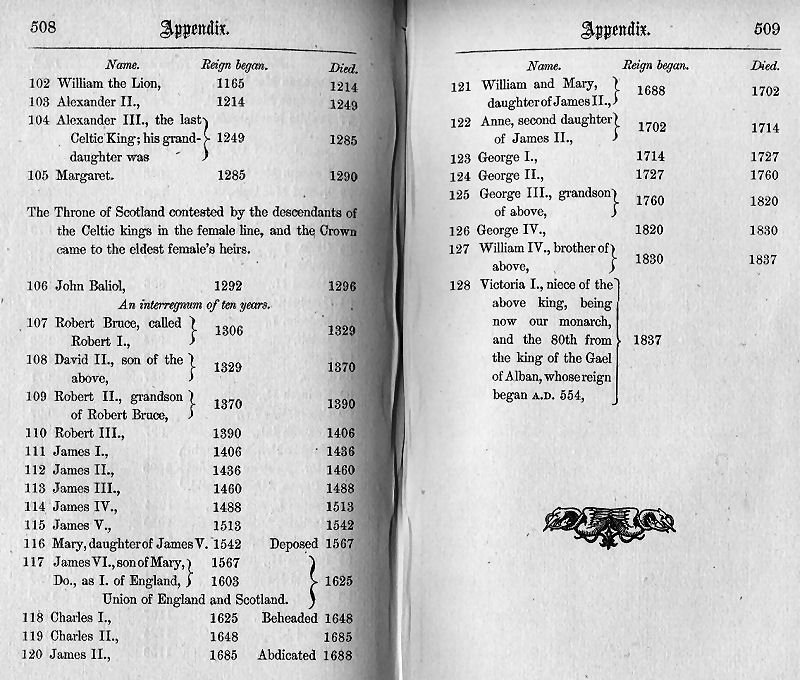 508 Appendix.
Name. Reign began. Died.
102 William the Lion, 1165 1214
103 Alexander II., 1214 1249
104 Alexander III., the last
Celtic King; his grand- 1249 1285
daughter was
105 Margaret. 1285 1290
The Throne of Scotland contested by the descendants of
the Celtic kings in the female line, and the Crown
came to the eldest female's heirs.
106 John Baliol, 1292 1296
An interregnum of ten years.
107 Robert Bruce, called
Robert I., 1306 1329
108 David II., son of the
above, 1329 1370
109 Robert II., grandson
of Robert Bruce, 1370 1390
110 Robert III., 1390 1406
111 James I., 1406 1436
112 James II., 1436 1460
113 James III., 1460 1488
114 James IV., 1488 1513
115 James V., 1513 1542
116 Mary, daughter of James V. 1542 Deposed 1567
117 James VI., son of Mary, 1567
Do., as I. of England, 1603 1625
Union of England and Scotland.
118 Charles I., 1625 Beheaded 1648
119 Charles II., 1648 1685
120 James II., 1685 Abdicated 1688
Appendix. 509
Name. Reign began. Died.
121 William and Mary,
daughter of James II., 1688 1702
122 Anne, second daughter
of James II., 1702 1714
123 George I., 1714 1727
124 George II., 1727 1760
125 George III., grandson
of above, 1760 1820
126 George IV., 1820 1830
127 William IV., brother of
above, 1830 1837
128 Victoria I., niece of the
above king, being
now our monarch,
and the 80th from 1837
the king of the Gael
of Alban, whose reign
began A.D. 554,